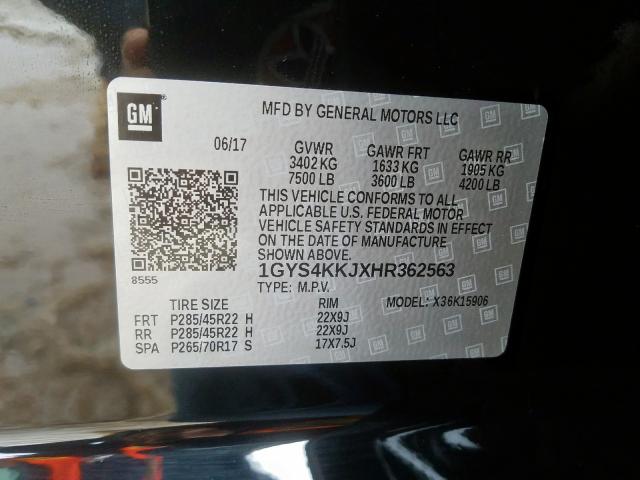 GM
MFD BY GENERAL MOTORS LLC
06/17 GVWR GAWR FRT GAWR RR
3402 KG 1633 KG 1905 KG
7500 LB 3600 LB 4200 LB
THIS VEHICLE CONFORMS TO ALL
APPLICABLE U.S. FEDERAL MOTOR
VEHICLE SAFETY STANDARDS IN EFFECT
ON THE DATE OF MANUFACTURE
SHOWN ABOVE.
8555 1GYS4KKJXHR362563
TYPE: M.P.V. MODEL: X36K15906
TIRE SIZE RIM
FRT P285/45R22 H 22X9J
RR P285/45R22 H 22X9J
SPA P265/70R17 S 17X7.5J